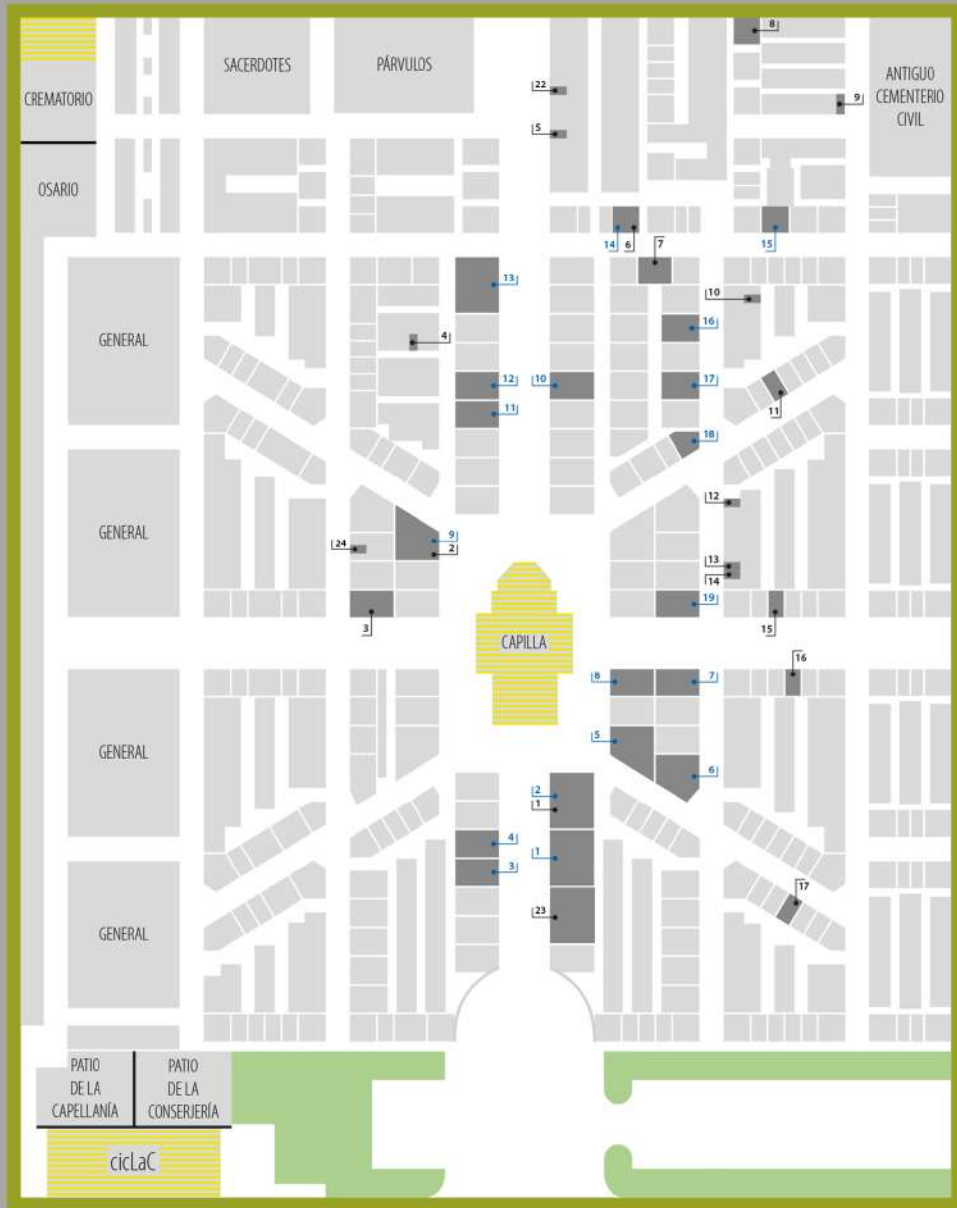 8
SACERDOTES
PÁRVULOS
ANTIGUO
CEMENTERIO
CIVIL
22
CREMATORIO
9
5
OSARIO
14
6
7
15
13
10
16
GENERAL
4
12
10
17
11
11
18
12
9
24
2
13
14
19
3
15
CAPILLA
16
8
7
5
GENERAL
GENERAL
6
2
1
4
1
3
17
23
GENERAL
PATIO
DE LA
CAPELLANÍA
PATIO
DE LA
CONSERJERÍA
cicLaC